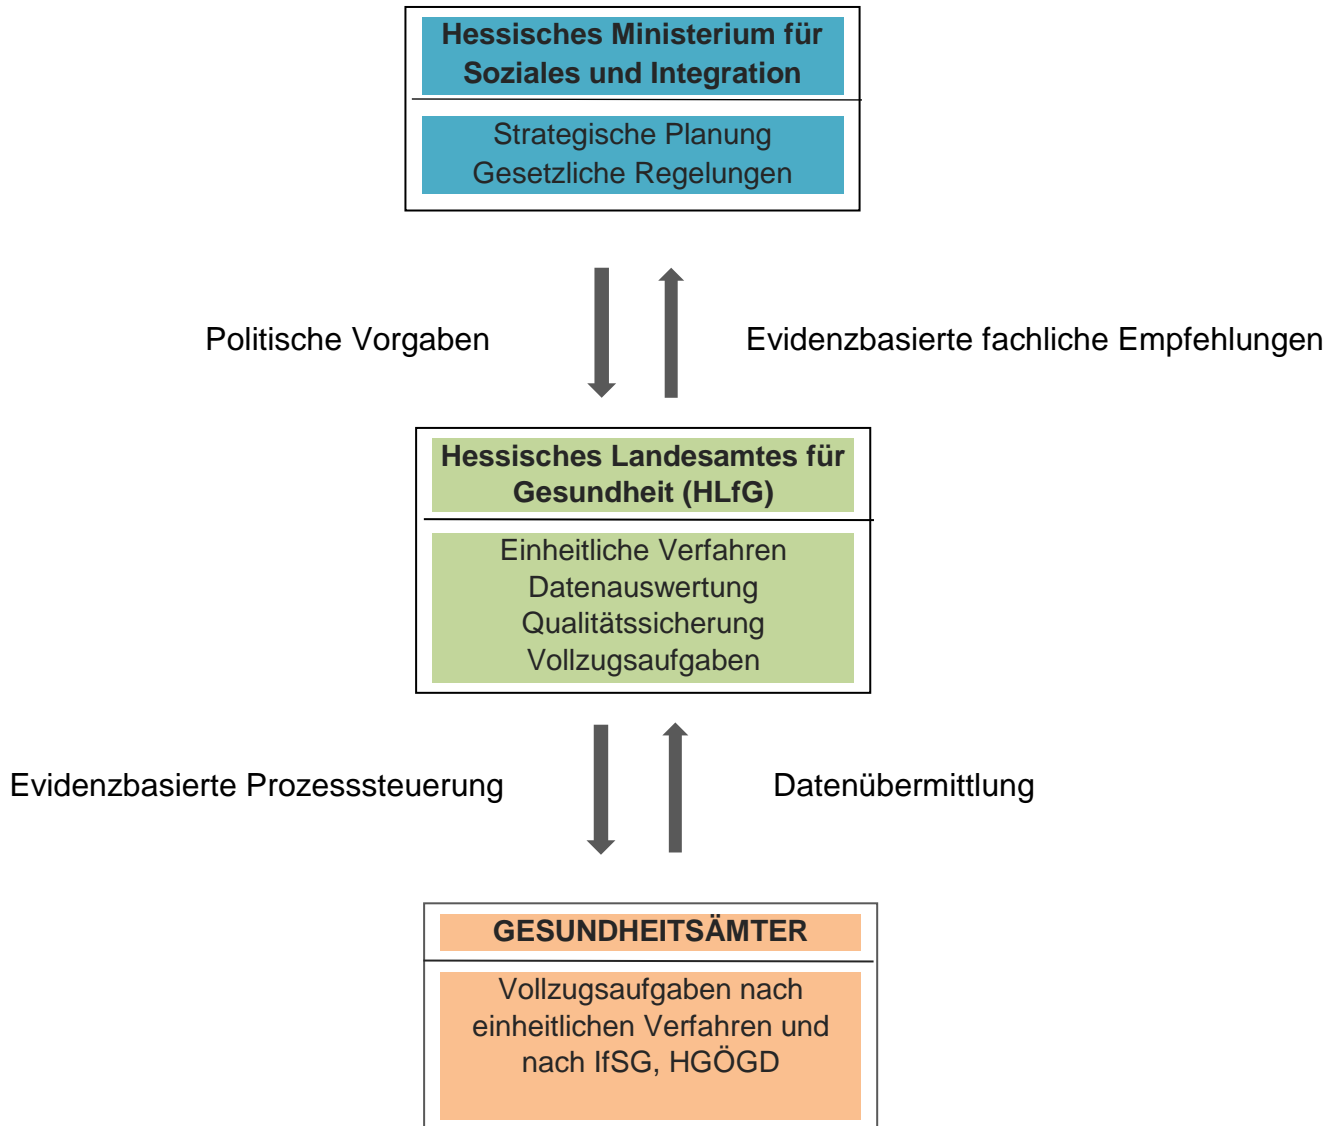 Hessisches Ministerium für
Soziales und Integration
Strategische Planung
Gesetzliche Regelungen
Politische Vorgaben
Evidenzbasierte fachliche Empfehlungen
Hessisches Landesamtes für
Gesundheit (HLfG)
Einheitliche Verfahren
Datenauswertung
Qualitätssicherung
Vollzugsaufgaben
Evidenzbasierte Prozesssteuerung
Datenübermittlung
GESUNDHEITSÄMTER
Vollzugsaufgaben nach
einheitlichen Verfahren und
nach IfSG, HGÖGD